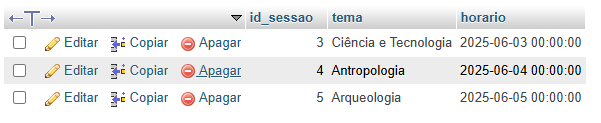 id_sessao tema horario
Editar Copiar Apagar 3 Ciência e Tecnologia 2025-06-03 00:00:00
Editar Copiar Apagar 4 Antropologia 2025-06-04 00:00:00
Editar Copiar Apagar 5 Arqueologia 2025-06-05 00:00:00